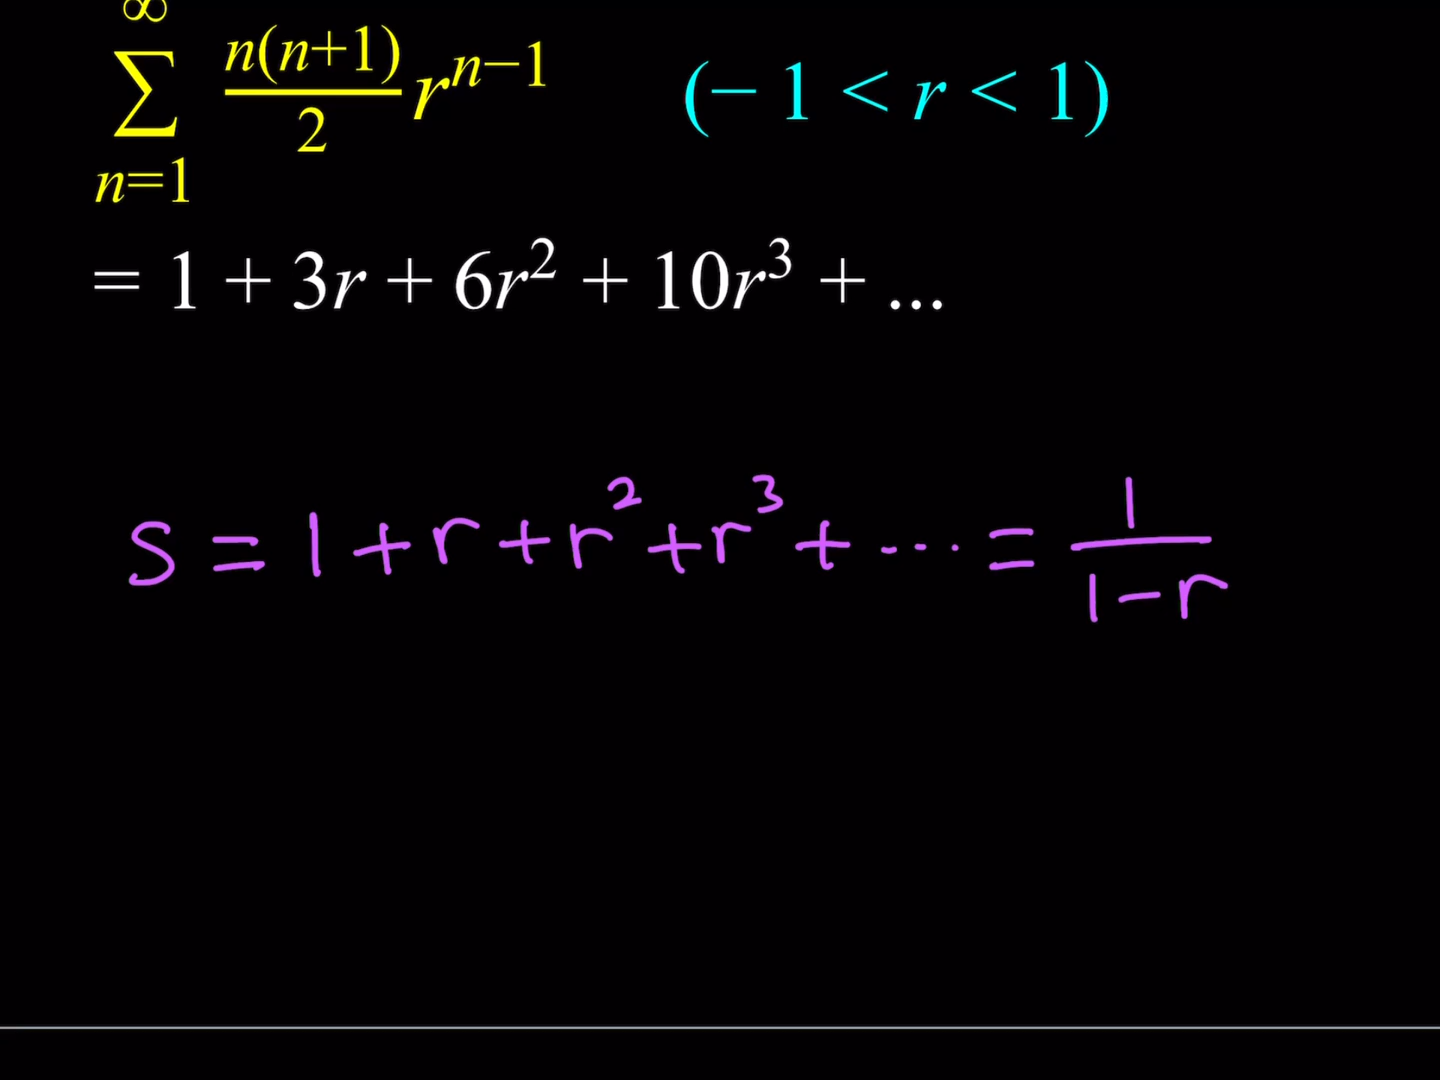 ∞
∑ n(n+1)/2 r^{n−1} (− 1 < r < 1)
n=1
= 1 + 3r + 6r² + 10r³ + ...
S = 1 + r + r² + r³ + ··· = 1/(1−r)